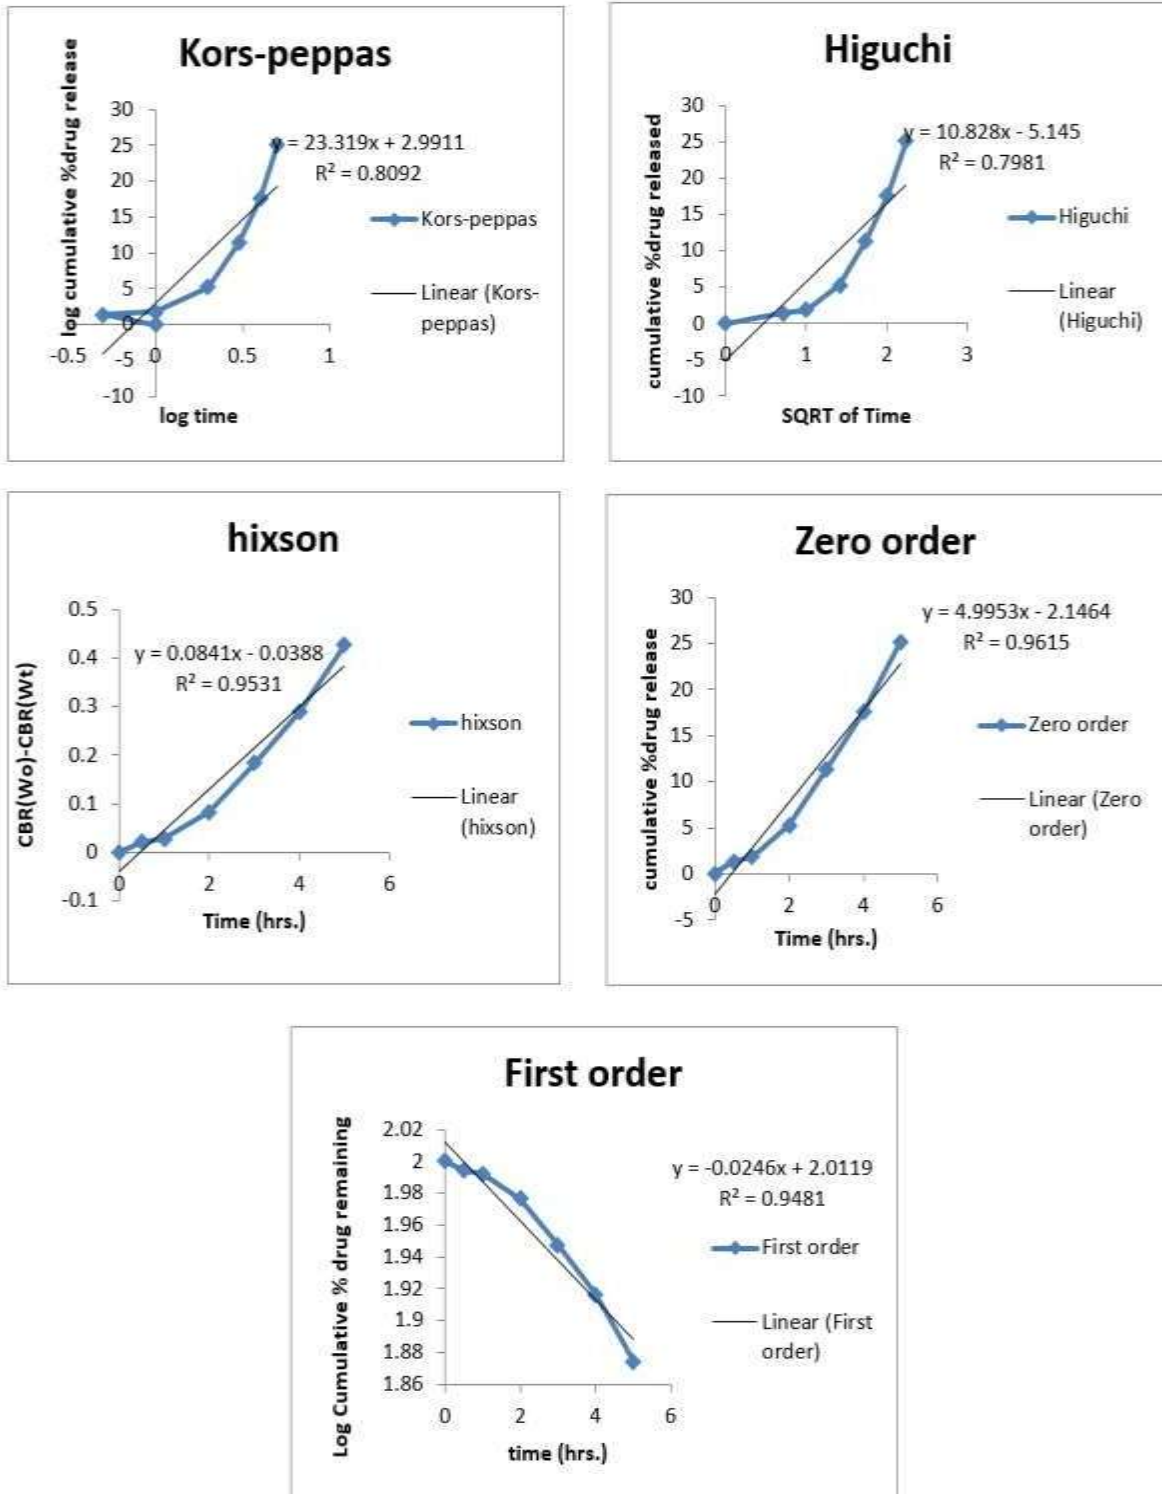 Kors-peppas
log cumulative %drug release
30
25
20
15
10
5
0
-5
-10
-0.5
0
0.5
1
log time
y = 23.319x + 2.9911
R² = 0.8092
Kors-peppas
Linear (Kors-
peppas)
Higuchi
cumulative %drug released
30
25
20
15
10
5
0
-5
-10
0
1
2
3
SQRT of Time
y = 10.828x - 5.145
R² = 0.7981
Higuchi
Linear
(Higuchi)
hixson
CBR(Wo)-CBR(Wt)
0.5
0.4
0.3
0.2
0.1
0
-0.1
0
2
4
6
Time (hrs.)
y = 0.0841x - 0.0388
R² = 0.9531
hixson
Linear
(hixson)
Zero order
cumulative %drug release
30
25
20
15
10
5
0
-5
0
2
4
6
Time (hrs.)
y = 4.9953x - 2.1464
R² = 0.9615
Zero order
Linear (Zero
order)
First order
Log Cumulative % drug remaining
2.02
2
1.98
1.96
1.94
1.92
1.9
1.88
1.86
0
2
4
6
time (hrs.)
y = -0.0246x + 2.0119
R² = 0.9481
First order
Linear (First
order)